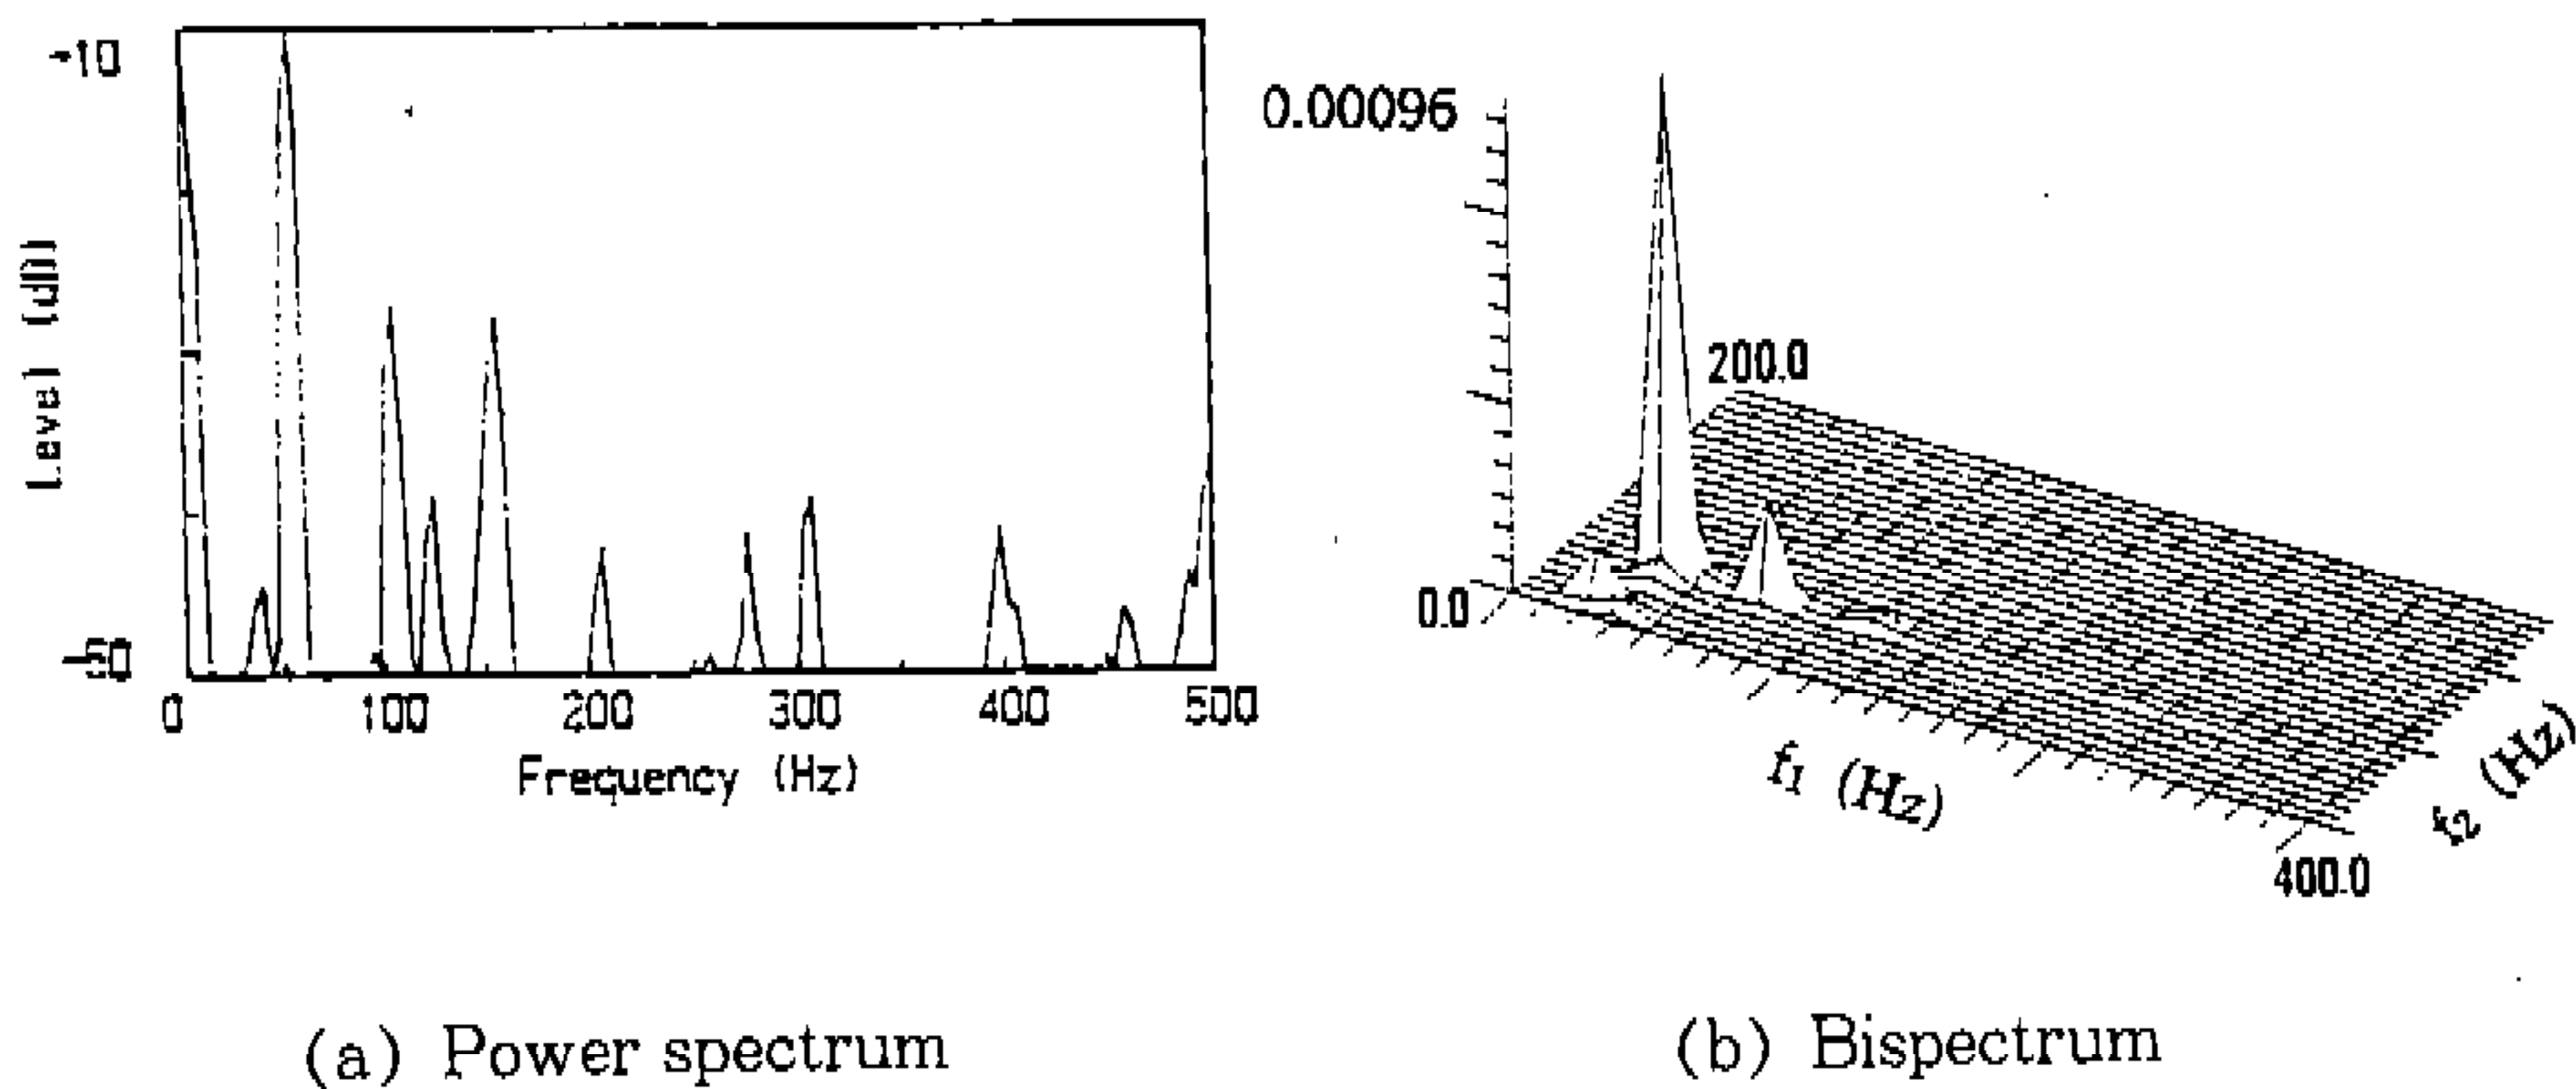 -10
Level (dB)
0
100
200
300
400
500
Frequency (Hz)
(a) Power spectrum
0.00096
200.0
0.0
f1 (Hz)
f2 (Hz)
400.0
(b) Bispectrum